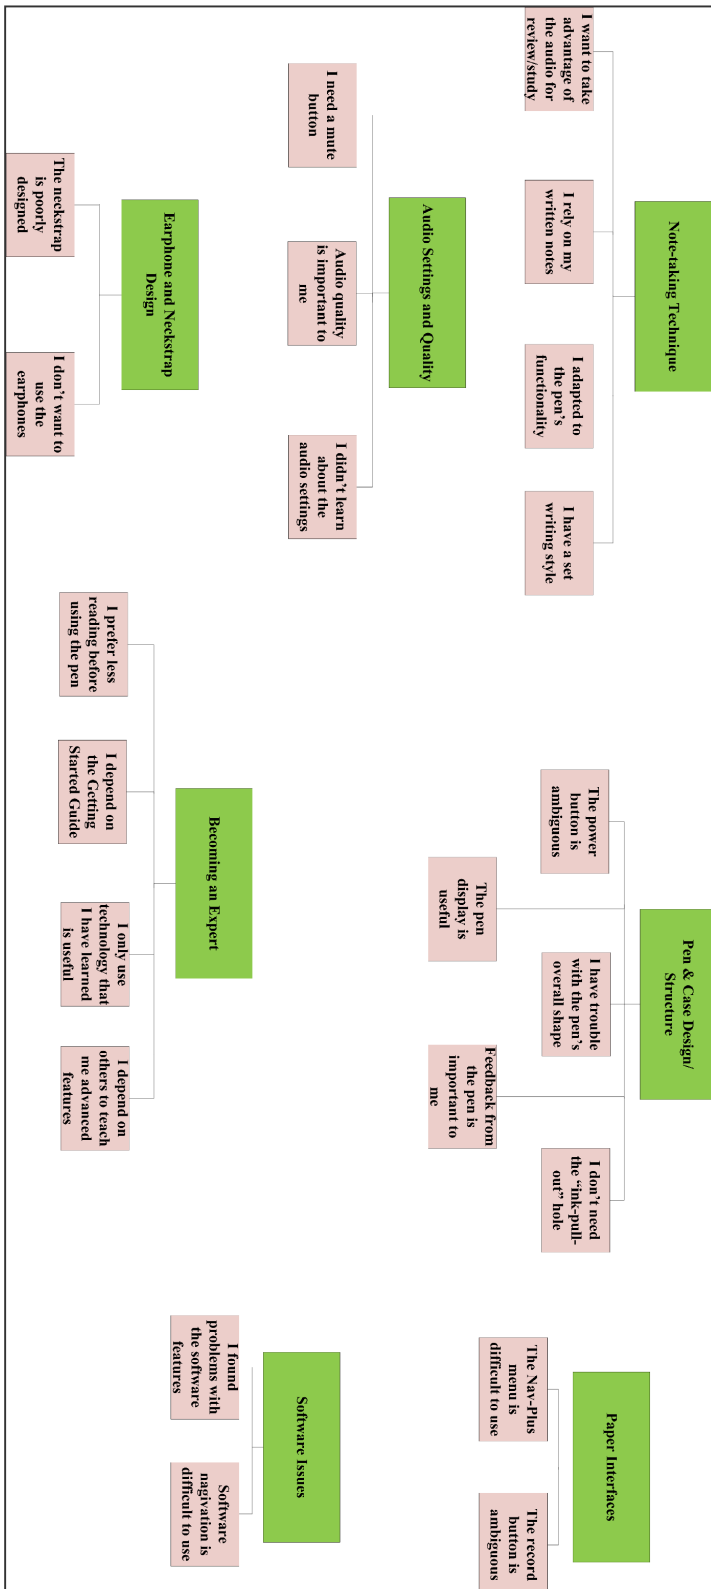 Note-taking Technique
I want to take
advantage of
the audio for
review/study
I rely on my
written notes
I adapted to
the pen's
functionality
I have a set
writing style
Pen & Case Design/
Structure
The power
button is
ambiguous
The pen
display is
useful
I have trouble
with the pen's
overall shape
Feedback from
the pen is
important to
me
I don't need
the “ink-pull-
out” hole
Paper Interfaces
The Nav-Plus
menu is
difficult to use
The record
button is
ambiguous
Audio Settings and Quality
I need a mute
button
Audio quality
is important to
me
I didn't learn
about the
audio settings
Earphone and Neckstrap
Design
The neckstrap
is poorly
designed
I don't want to
use the
earphones
Becoming an Expert
I prefer less
reading before
using the pen
I depend on
the Getting
Started Guide
I only use
technology that
I have learned
is useful
I depend on
others to teach
me advanced
features
Software Issues
I found
problems with
the software
features
Software
nagivation is
difficult to use